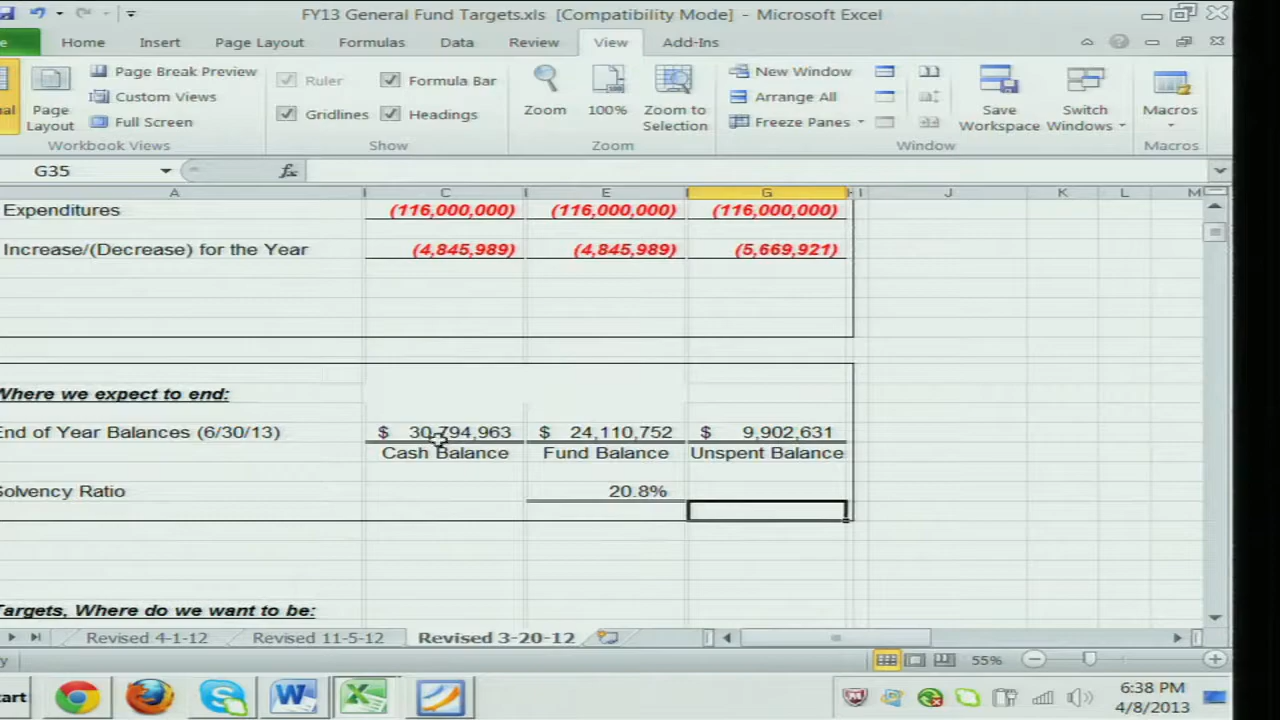 FY13 General Fund Targets.xls [Compatibility Mode] - Microsoft Excel
Home Insert Page Layout Formulas Data Review View Add-Ins
Page Break Preview Ruler Formula Bar New Window
Custom Views Arrange All
Page Layout Full Screen Gridlines Headings Zoom 100% Zoom to Selection Freeze Panes Save Workspace Switch Windows Macros
Workbook Views Show Zoom Window Macros
G35 fx
A C E G H I J K L M
Expenditures (116,000,000) (116,000,000) (116,000,000)
Increase/(Decrease) for the Year (4,845,989) (4,845,989) (5,669,921)
Where we expect to end:
End of Year Balances (6/30/13) $ 30,794,963 $ 24,110,752 $ 9,902,631
Cash Balance Fund Balance Unspent Balance
Solvency Ratio 20.8%
Targets, Where do we want to be:
Revised 4-1-12 Revised 11-5-12 Revised 3-20-12
55%
6:38 PM
4/8/2013